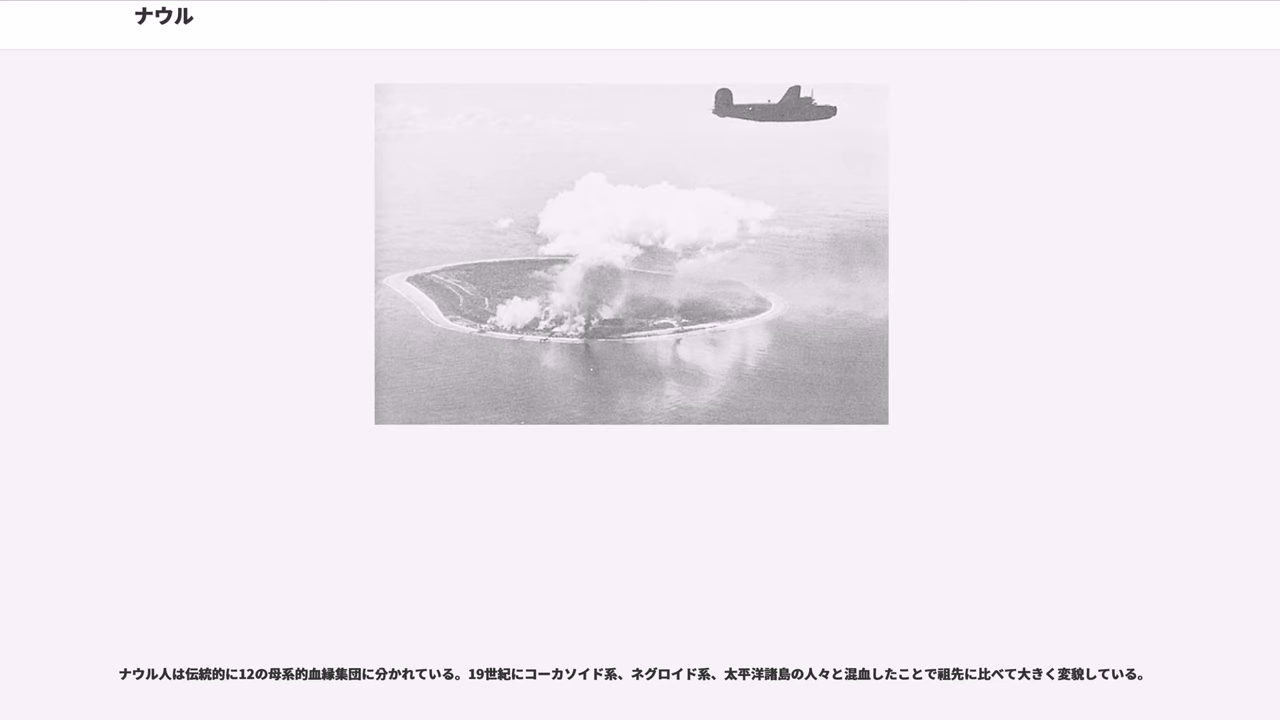 ナウル
ナウル人は伝統的に12の母系的血縁集団に分かれている。19世紀にコーカソイド系、ネグロイド系、太平洋諸島の人々と混血したことで祖先に比べて大きく変貌している。